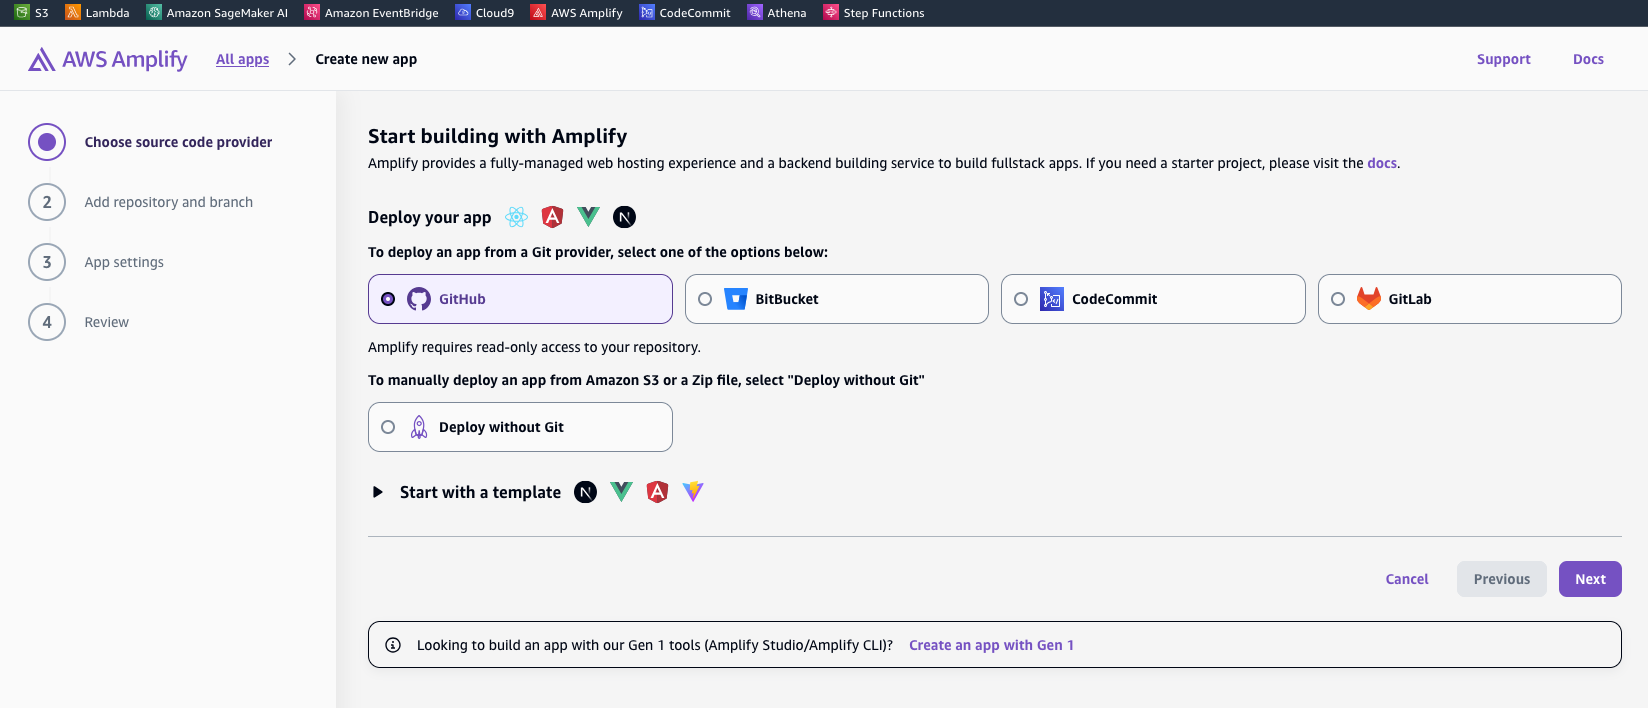 S3 Lambda Amazon SageMaker AI Amazon EventBridge Cloud9 AWS Amplify CodeCommit Athena Step Functions
AWS Amplify All apps Create new app Support Docs
Choose source code provider
2 Add repository and branch
3 App settings
4 Review
Start building with Amplify
Amplify provides a fully-managed web hosting experience and a backend building service to build fullstack apps. If you need a starter project, please visit the docs.
Deploy your app
To deploy an app from a Git provider, select one of the options below:
GitHub BitBucket CodeCommit GitLab
Amplify requires read-only access to your repository.
To manually deploy an app from Amazon S3 or a Zip file, select "Deploy without Git"
Deploy without Git
Start with a template
Cancel Previous Next
Looking to build an app with our Gen 1 tools (Amplify Studio/Amplify CLI)? Create an app with Gen 1